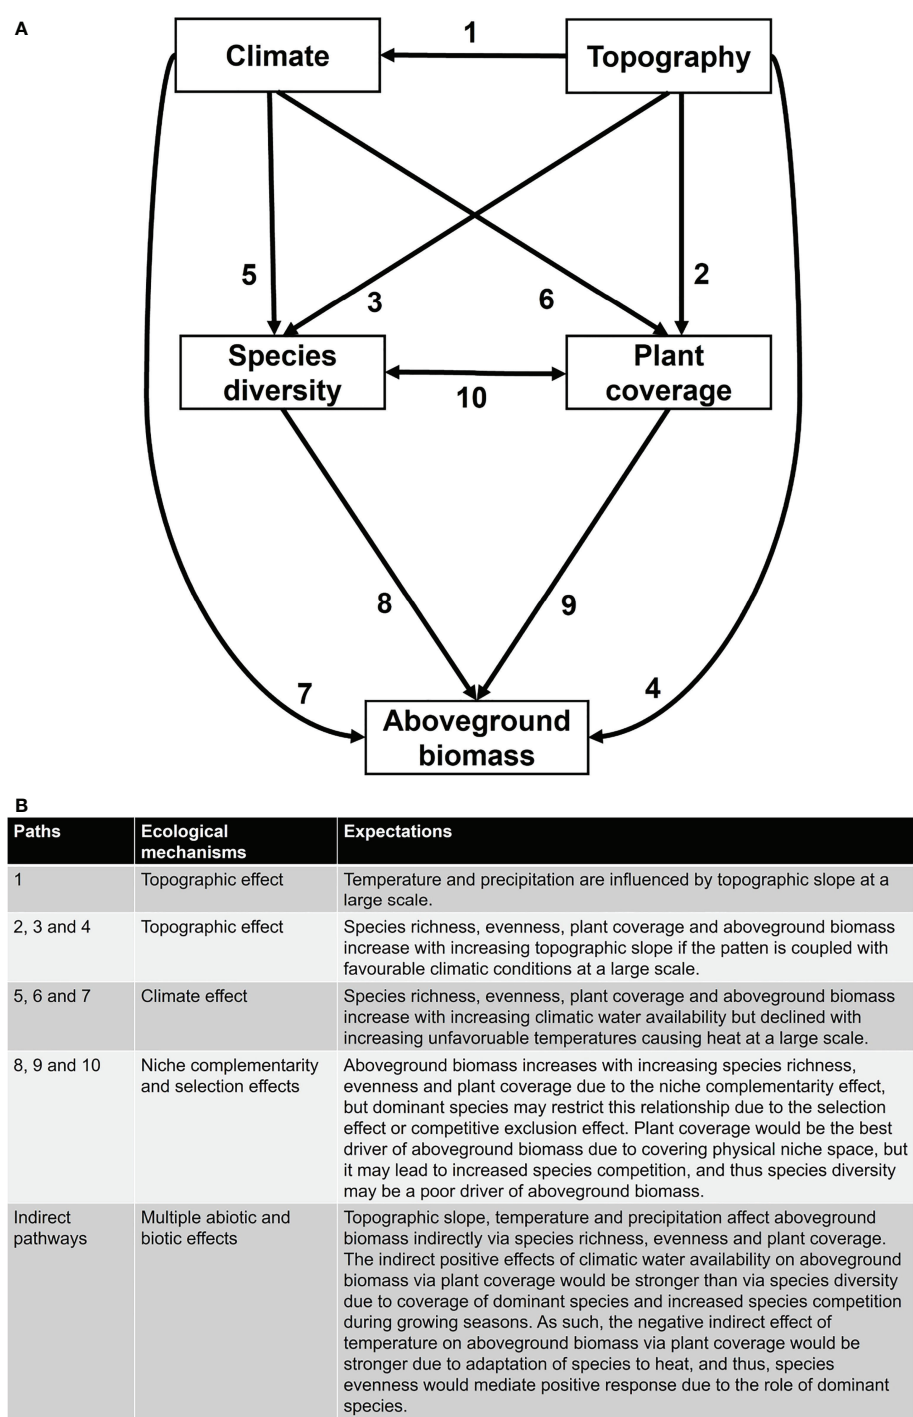 A
Climate
1
Topography
5
3
6
2
Species
diversity
10
Plant
coverage
8
9
7
4
Aboveground
biomass
B
Paths
Ecological
mechanisms
Expectations
1
Topographic effect
Temperature and precipitation are influenced by topographic slope at a
large scale.
2, 3 and 4
Topographic effect
Species richness, evenness, plant coverage and aboveground biomass
increase with increasing topographic slope if the patten is coupled with
favourable climatic conditions at a large scale.
5, 6 and 7
Climate effect
Species richness, evenness, plant coverage and aboveground biomass
increase with increasing climatic water availability but declined with
increasing unfavoruable temperatures causing heat at a large scale.
8, 9 and 10
Niche complementarity
and selection effects
Aboveground biomass increases with increasing species richness,
evenness and plant coverage due to the niche complementarity effect,
but dominant species may restrict this relationship due to the selection
effect or competitive exclusion effect. Plant coverage would be the best
driver of aboveground biomass due to covering physical niche space, but
it may lead to increased species competition, and thus species diversity
may be a poor driver of aboveground biomass.
Indirect
pathways
Multiple abiotic and
biotic effects
Topographic slope, temperature and precipitation affect aboveground
biomass indirectly via species richness, evenness and plant coverage.
The indirect positive effects of climatic water availability on aboveground
biomass via plant coverage would be stronger than via species diversity
due to coverage of dominant species and increased species competition
during growing seasons. As such, the negative indirect effect of
temperature on aboveground biomass via plant coverage would be
stronger due to adaptation of species to heat, and thus, species
evenness would mediate positive response due to the role of dominant
species.